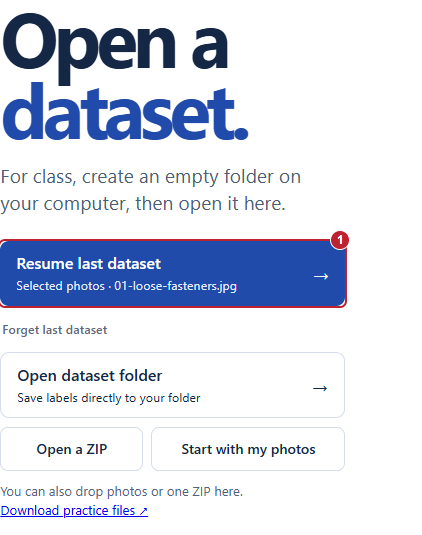 Open a
dataset.
For class, create an empty folder on
your computer, then open it here.
1
Resume last dataset
→
Selected photos · 01-loose-fasteners.jpg
Forget last dataset
Open dataset folder
→
Save labels directly to your folder
Open a ZIP
Start with my photos
You can also drop photos or one ZIP here.
Download practice files ↗